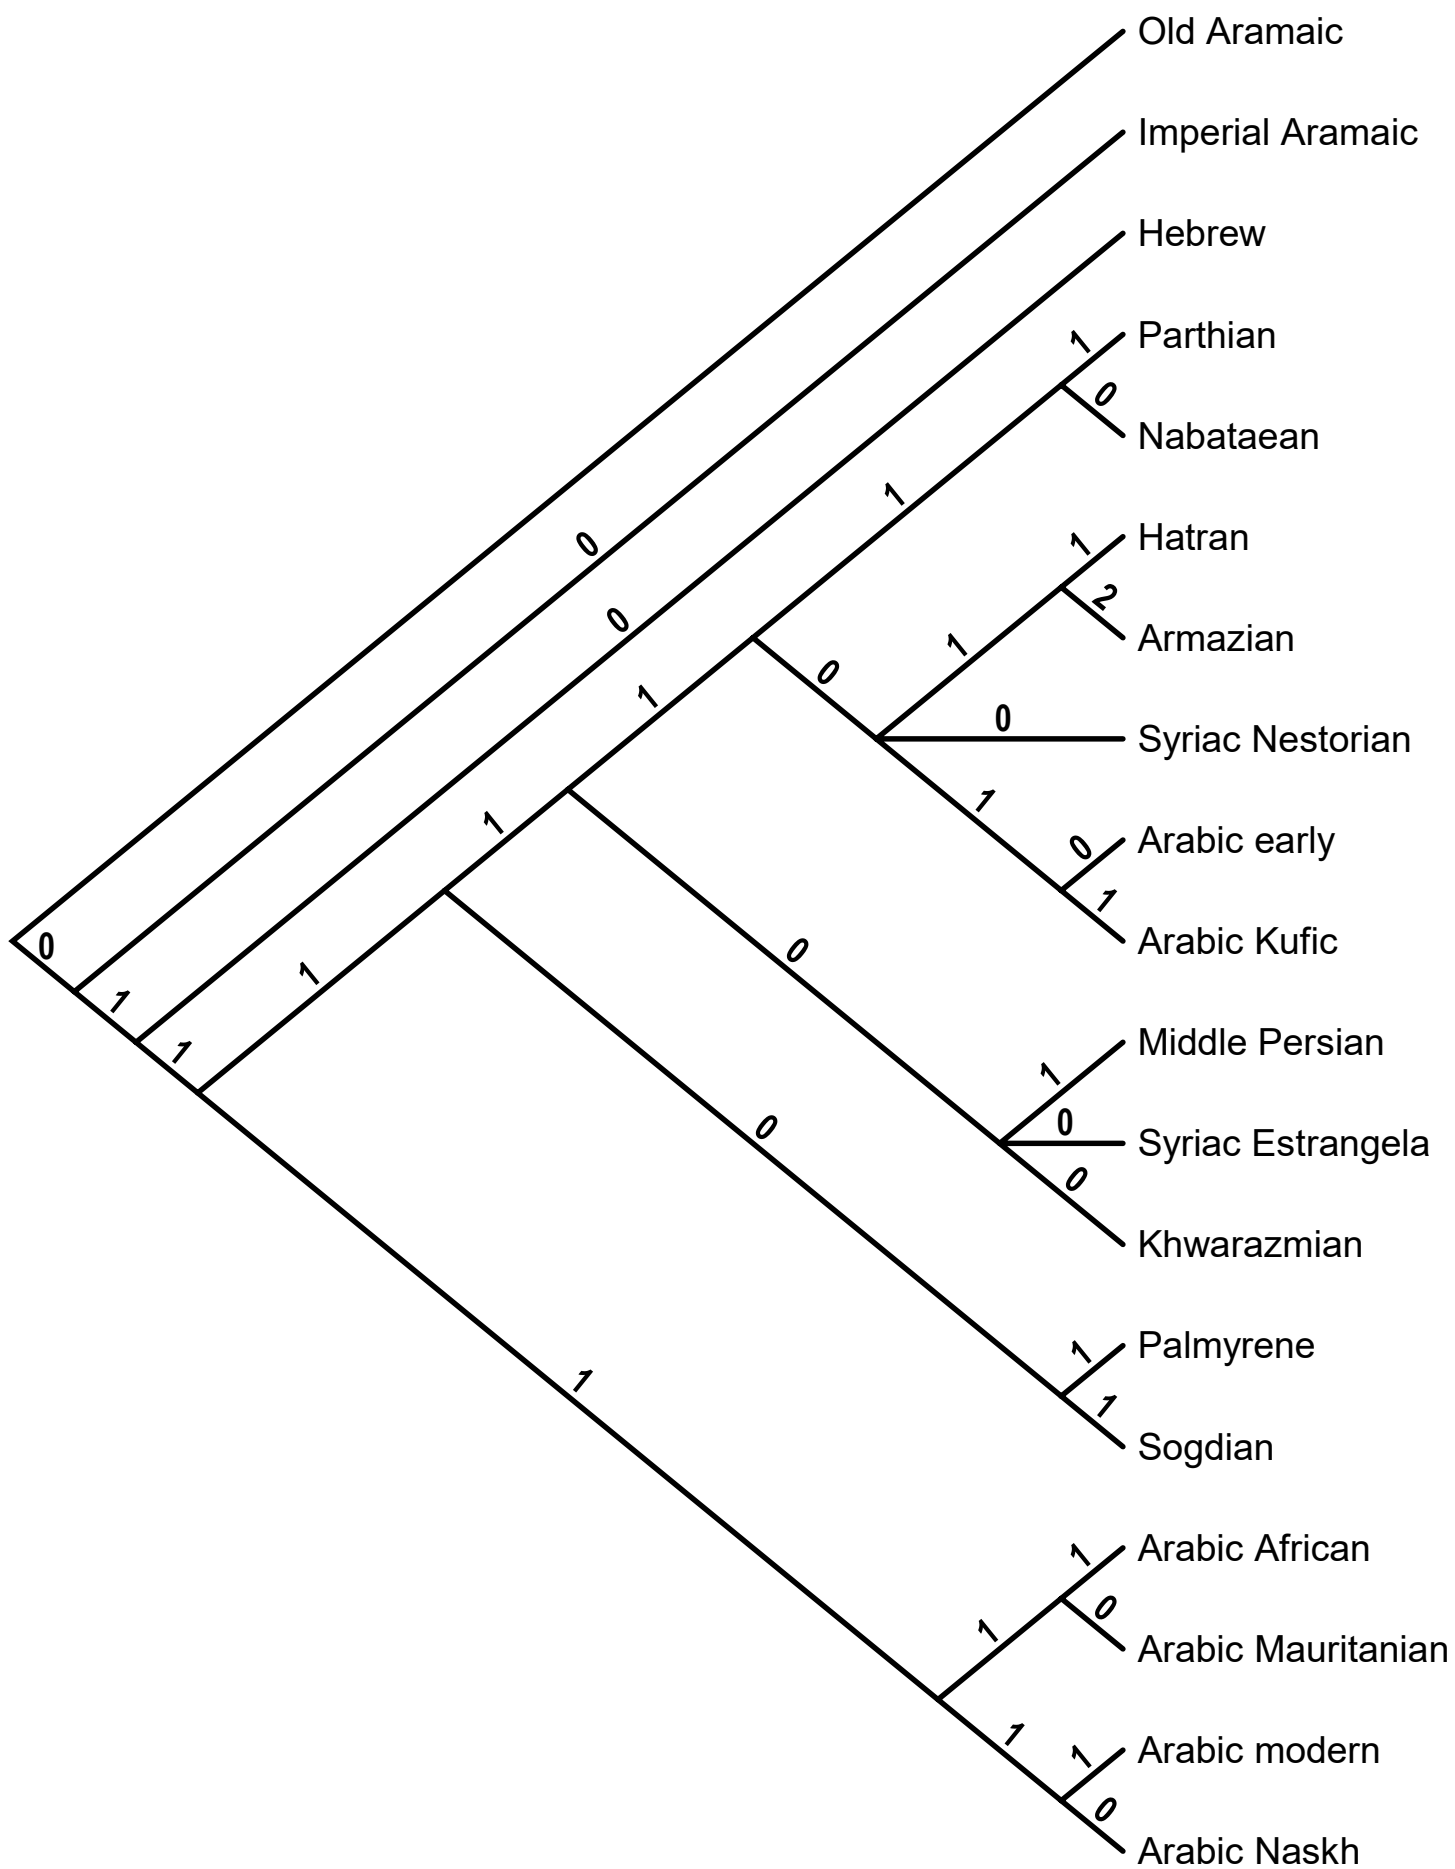 Old Aramaic
Imperial Aramaic
Hebrew
1 Parthian
0
Nabataean
1
1 Hatran
0
2
1 Armazian
0
0
1
0 Syriac Nestorian
1
0 Arabic early
1
1
0
0 Arabic Kufic
1
1
1
1 Middle Persian
0
0 Syriac Estrangela
0
Khwarazmian
1 Palmyrene
1
1
Sogdian
1 Arabic African
0
1
Arabic Mauritanian
1
1 Arabic modern
0
Arabic Naskh